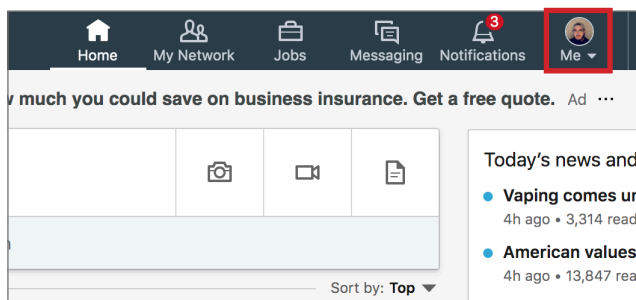 3
Home My Network Jobs Messaging Notifications Me
much you could save on business insurance. Get a free quote. Ad ···
Today's news and
Vaping comes
4h ago • 3,314
American values
4h ago • 13,847
Sort by: Top